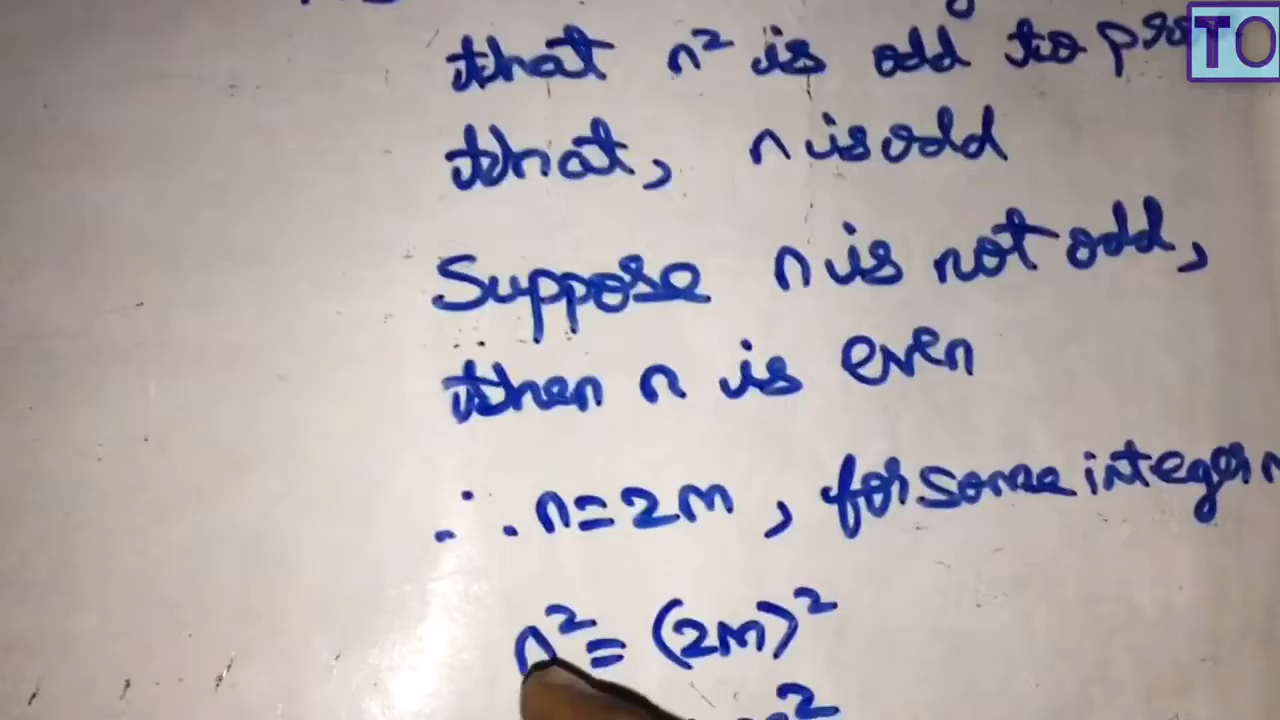 that n² is odd to
TO
that, n is odd
Suppose n is not odd,
then n is even
∴ n = 2m, for some integer
n² = (2m)²